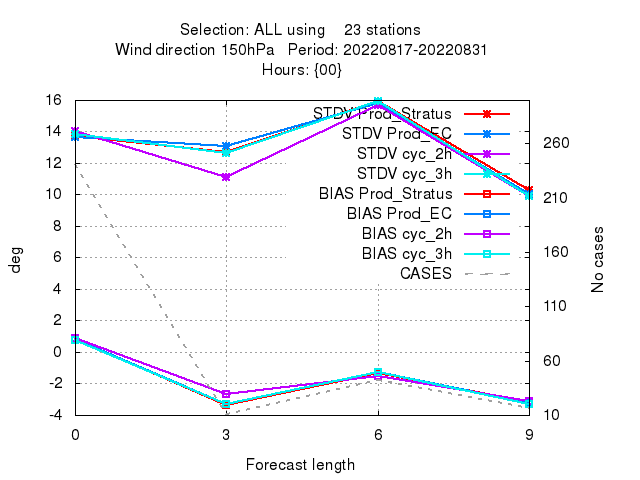 Selection: ALL using 23 stations
Wind direction 150hPa Period: 20220817-20220831
Hours: {00}
16
14
12
10
8
6
4
2
0
-2
-4
deg
STDV Prod_Stratus
STDV Prod_EC
STDV cyc_2h
STDV cyc_3h
BIAS Prod_Stratus
BIAS Prod_EC
BIAS cyc_2h
BIAS cyc_3h
CASES
260
210
160
110
60
10
No cases
0 3 6 9
Forecast length